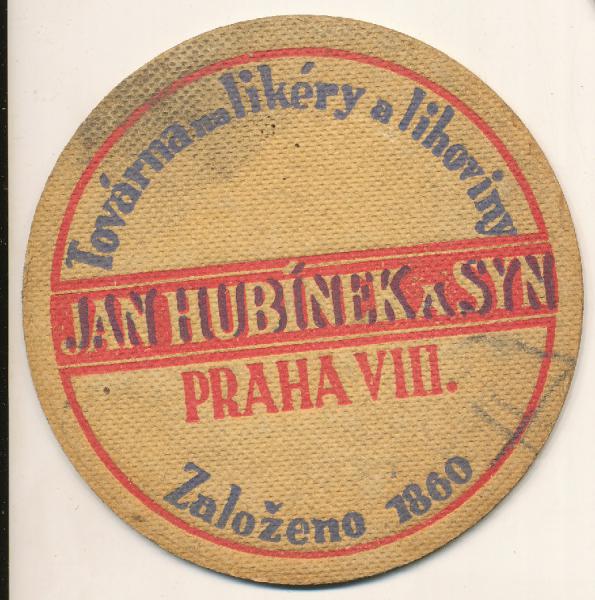 Továrna na likéry a lihoviny
JAN HUBÍNEK A SYN
PRAHA VIII.
Založeno 1860